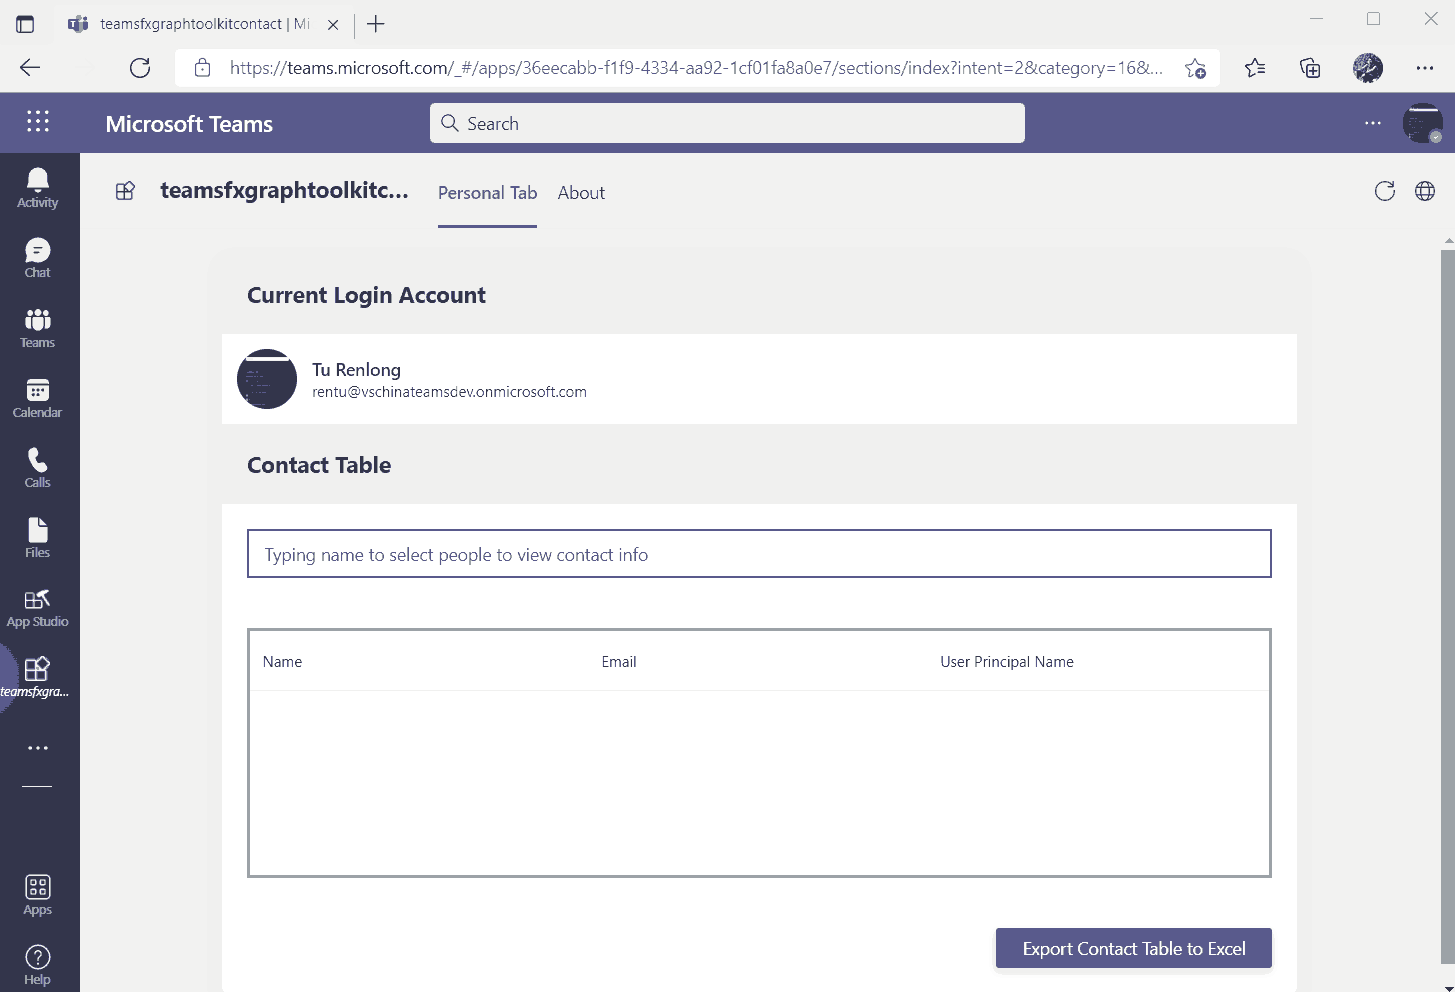 teamsfxgraphtoolkitcontact | Mi
https://teams.microsoft.com/_#/apps/36eecabb-f1f9-4334-aa92-1cf01fa8a0e7/sections/index?intent=2&category=16&...
Microsoft Teams
Search
teamsfxgraphtoolkitc...
Personal Tab
About
Activity
Chat
Teams
Calendar
Calls
Files
App Studio
teamsfxgra...
Apps
Help
Current Login Account
Tu Renlong
rentu@vschinateamsdev.onmicrosoft.com
Contact Table
Typing name to select people to view contact info
Name Email User Principal Name
Export Contact Table to Excel